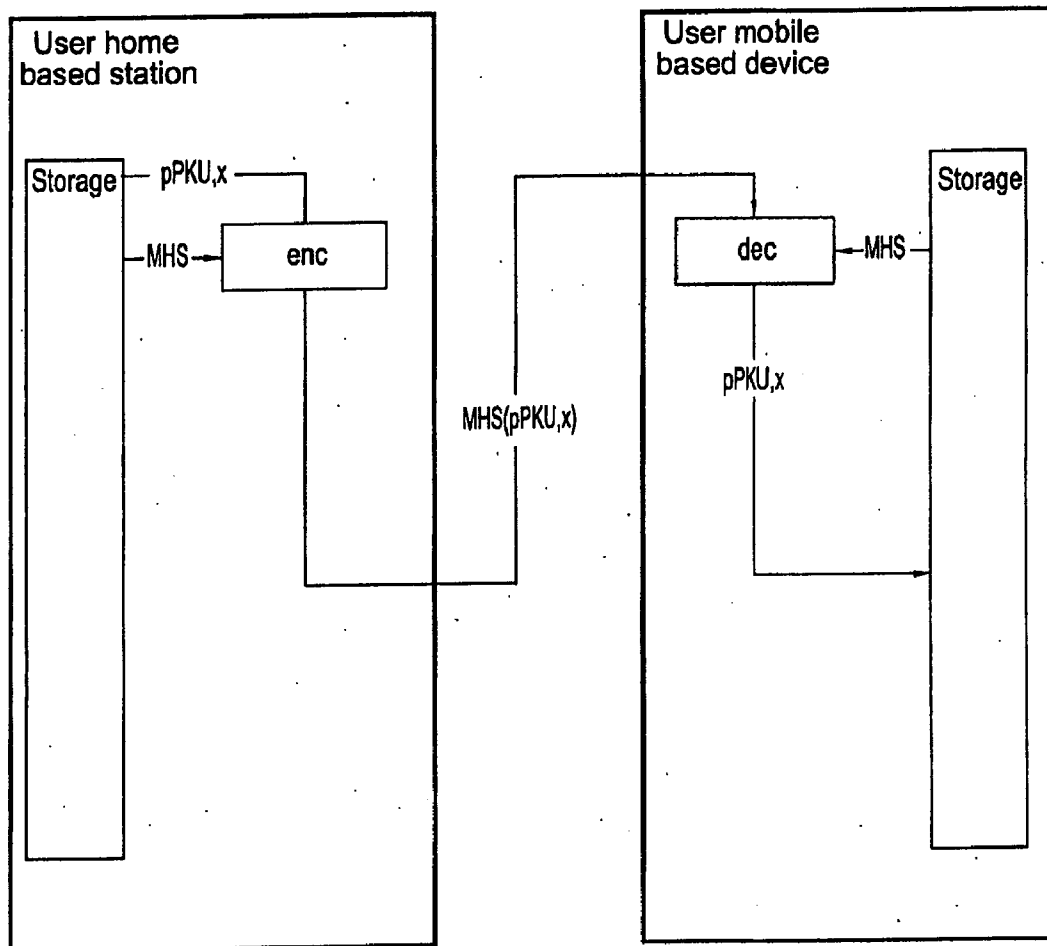 User home
based station
Storage
pPKU,x
MHS
enc
MHS(pPKU,x)
User mobile
based device
Storage
dec
MHS
pPKU,x